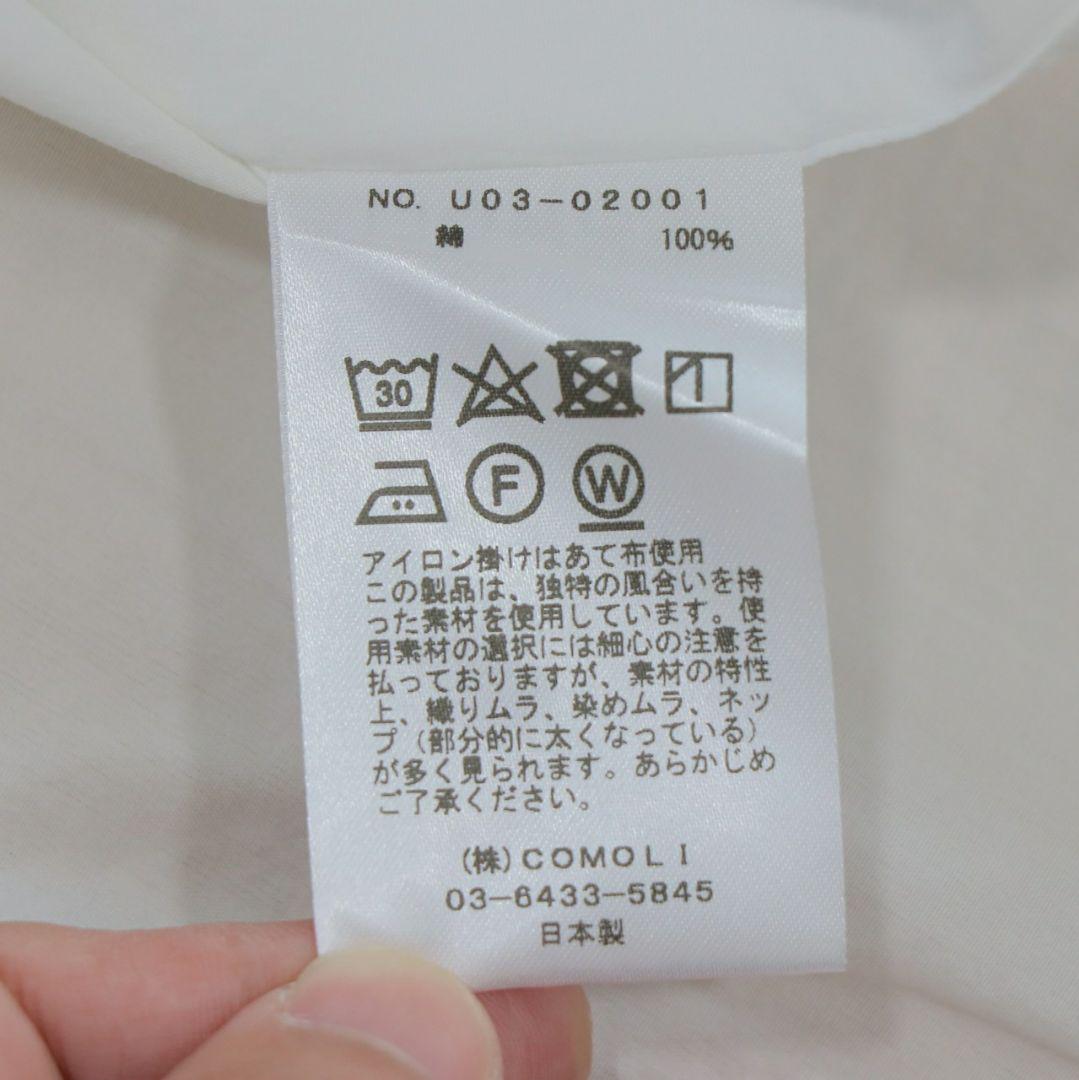 NO. U03-02001
綿 100%
30
F
W
アイロン掛けはあて布使用
この製品は、独特の風合いを持
った素材を使用しています。使
用素材の選択には細心の注意を
払っておりますが、素材の特性
上、織りムラ、染めムラ、ネッ
プ(部分的に太くなっている)
が多く見られます。あらかじめ
ご了承ください。
(株)COMOLI
03-6433-5845
日本製